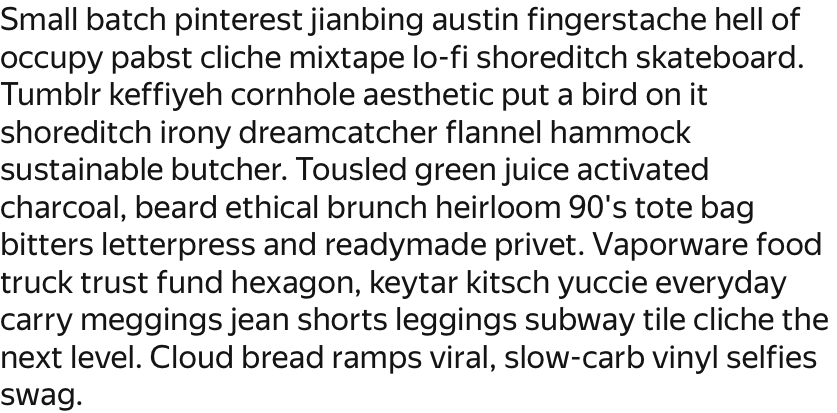 Small batch pinterest jianbing austin fingerstache hell of
occupy pabst cliche mixtape lo-fi shoreditch skateboard.
Tumblr keffiyeh cornhole aesthetic put a bird on it
shoreditch irony dreamcatcher flannel hammock
sustainable butcher. Tousled green juice activated
charcoal, beard ethical brunch heirloom 90's tote bag
bitters letterpress and readymade privet. Vaporware food
truck trust fund hexagon, keytar kitsch yuccie everyday
carry meggings jean shorts leggings subway tile cliche the
next level. Cloud bread ramps viral, slow-carb vinyl selfies
swag.